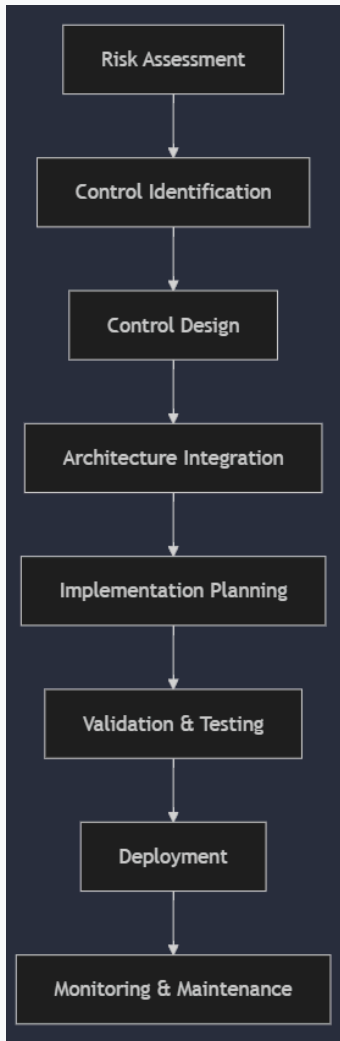 Risk Assessment
Control Identification
Control Design
Architecture Integration
Implementation Planning
Validation & Testing
Deployment
Monitoring & Maintenance